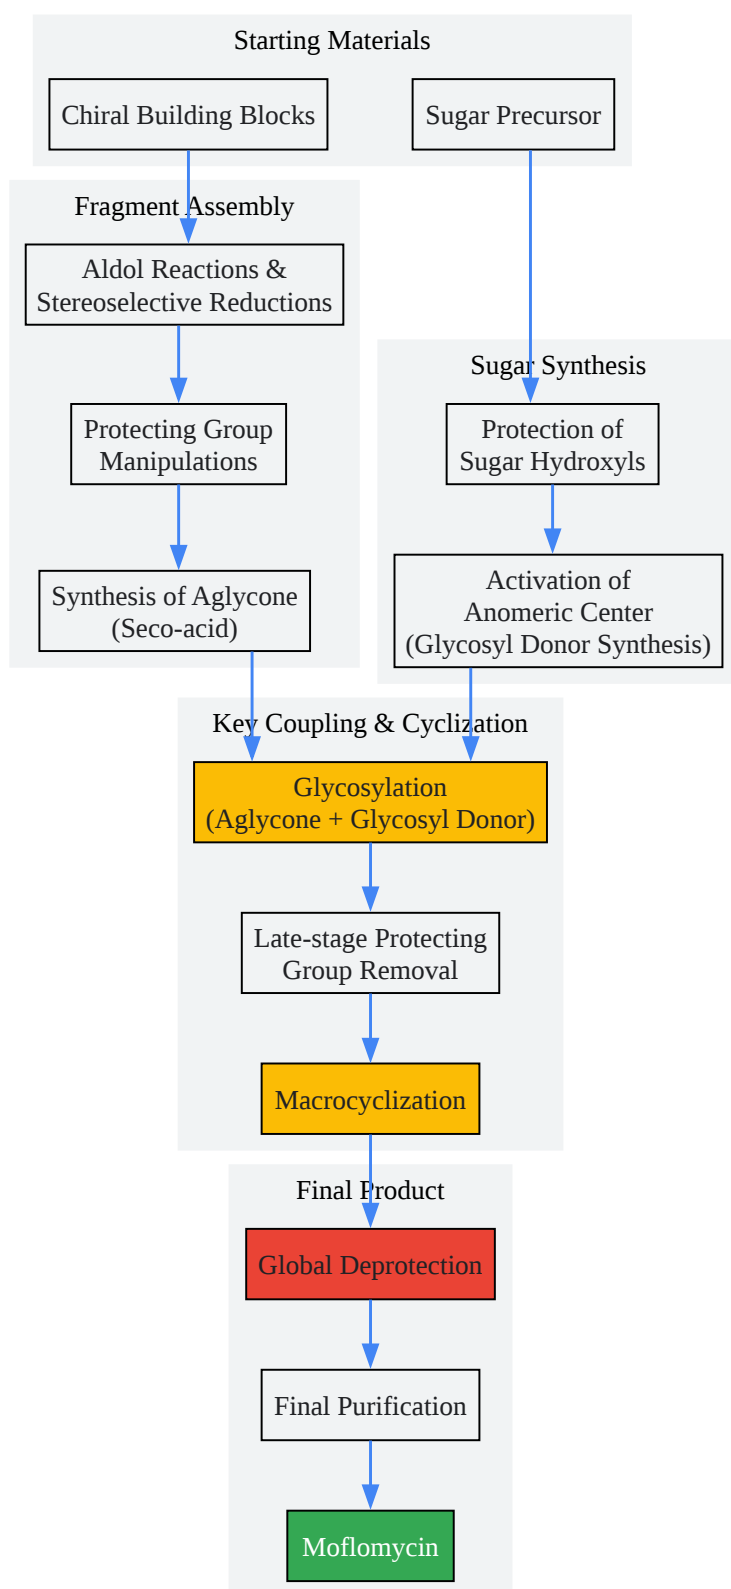 Starting Materials
Chiral Building Blocks
Sugar Precursor
Fragment Assembly
Aldol Reactions &
Stereoselective Reductions
Protecting Group
Manipulations
Synthesis of Aglycone
(Seco-acid)
Sugar Synthesis
Protection of
Sugar Hydroxyls
Activation of
Anomeric Center
(Glycosyl Donor Synthesis)
Key Coupling & Cyclization
Glycosylation
(Aglycone + Glycosyl Donor)
Late-stage Protecting
Group Removal
Macrocyclization
Final Product
Global Deprotection
Final Purification
Moflomycin